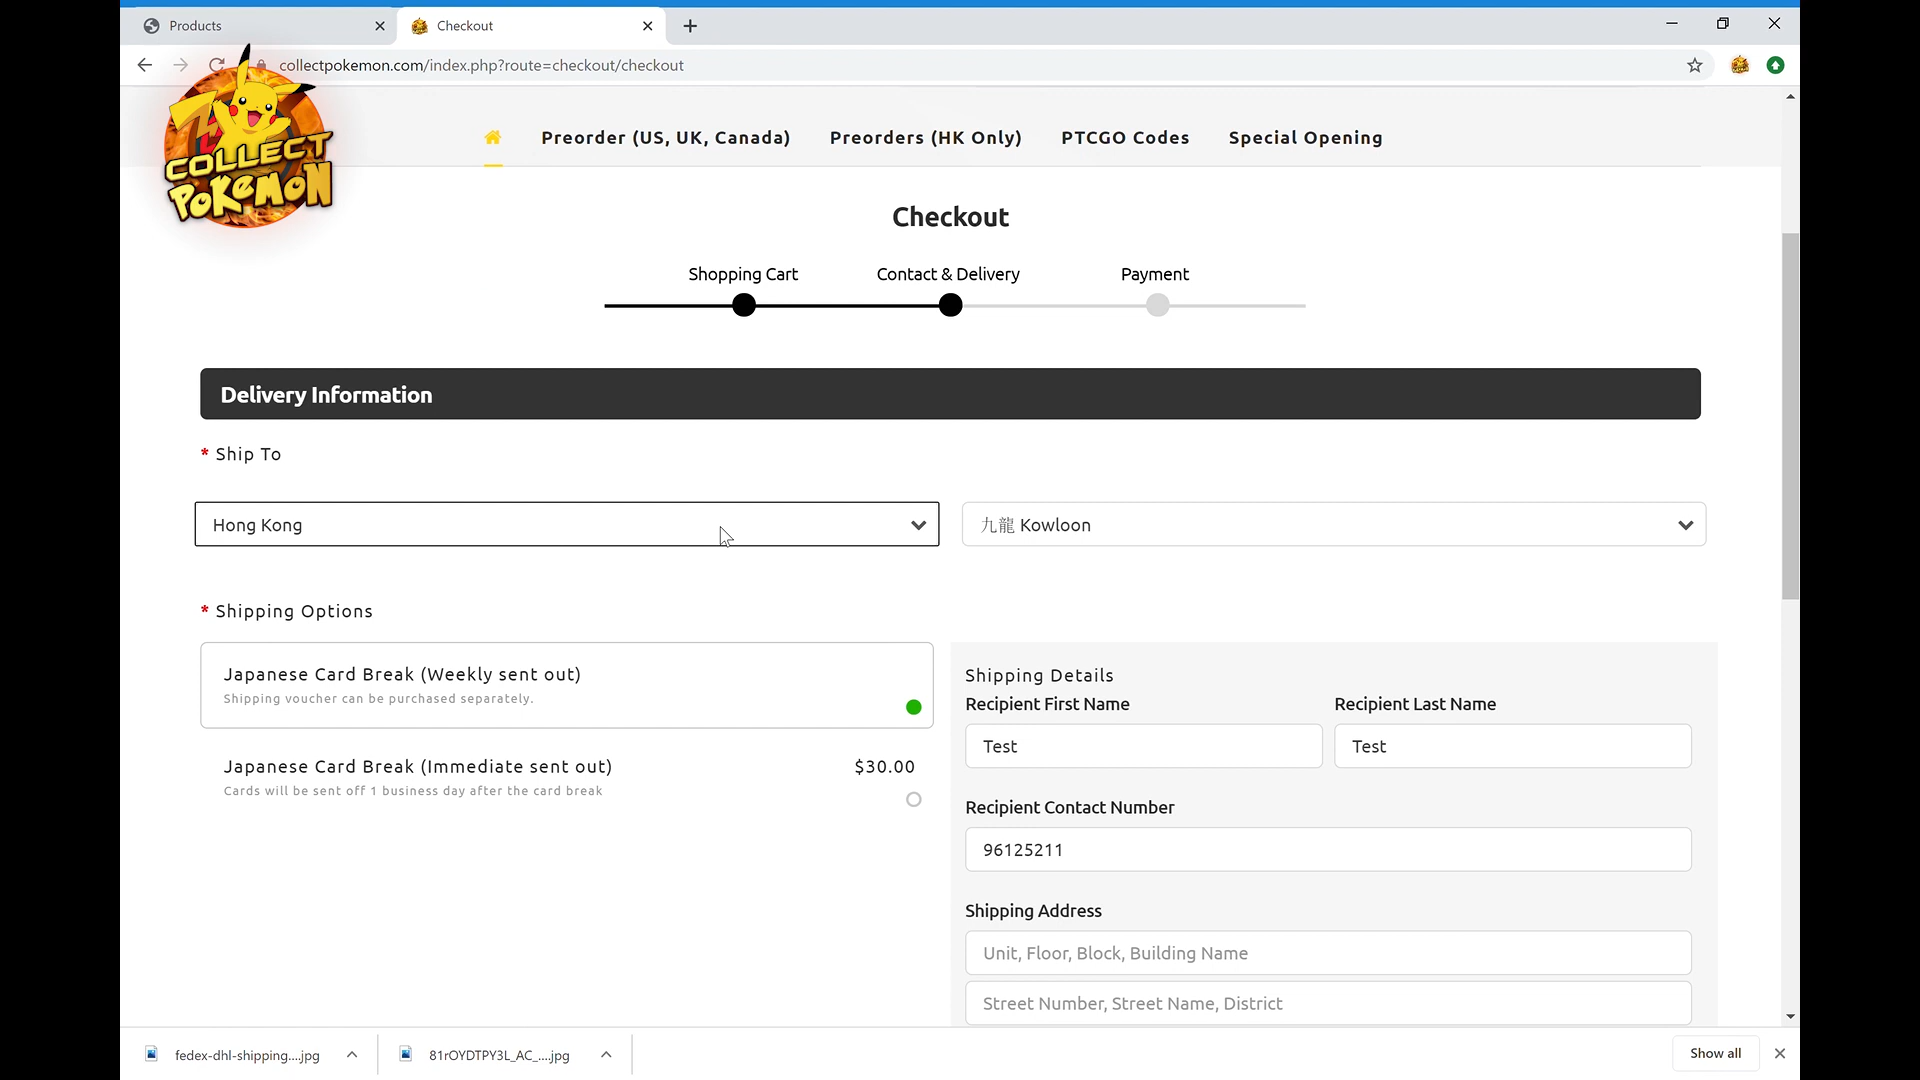 Products
Checkout
collectpokemon.com/index.php?route=checkout/checkout
COLLECT
POKEMON
Preorder (US, UK, Canada)
Preorders (HK Only)
PTCGO Codes
Special Opening
Checkout
Shopping Cart
Contact & Delivery
Payment
Delivery Information
* Ship To
Hong Kong
九龍 Kowloon
* Shipping Options
Japanese Card Break (Weekly sent out)
Shipping voucher can be purchased separately.
Japanese Card Break (Immediate sent out)
$30.00
Cards will be sent off 1 business day after the card break
Shipping Details
Recipient First Name
Recipient Last Name
Test
Test
Recipient Contact Number
96125211
Shipping Address
Unit, Floor, Block, Building Name
Street Number, Street Name, District
fedex-dhl-shipping....jpg
81rOYDTPY3L_AC_....jpg
Show all